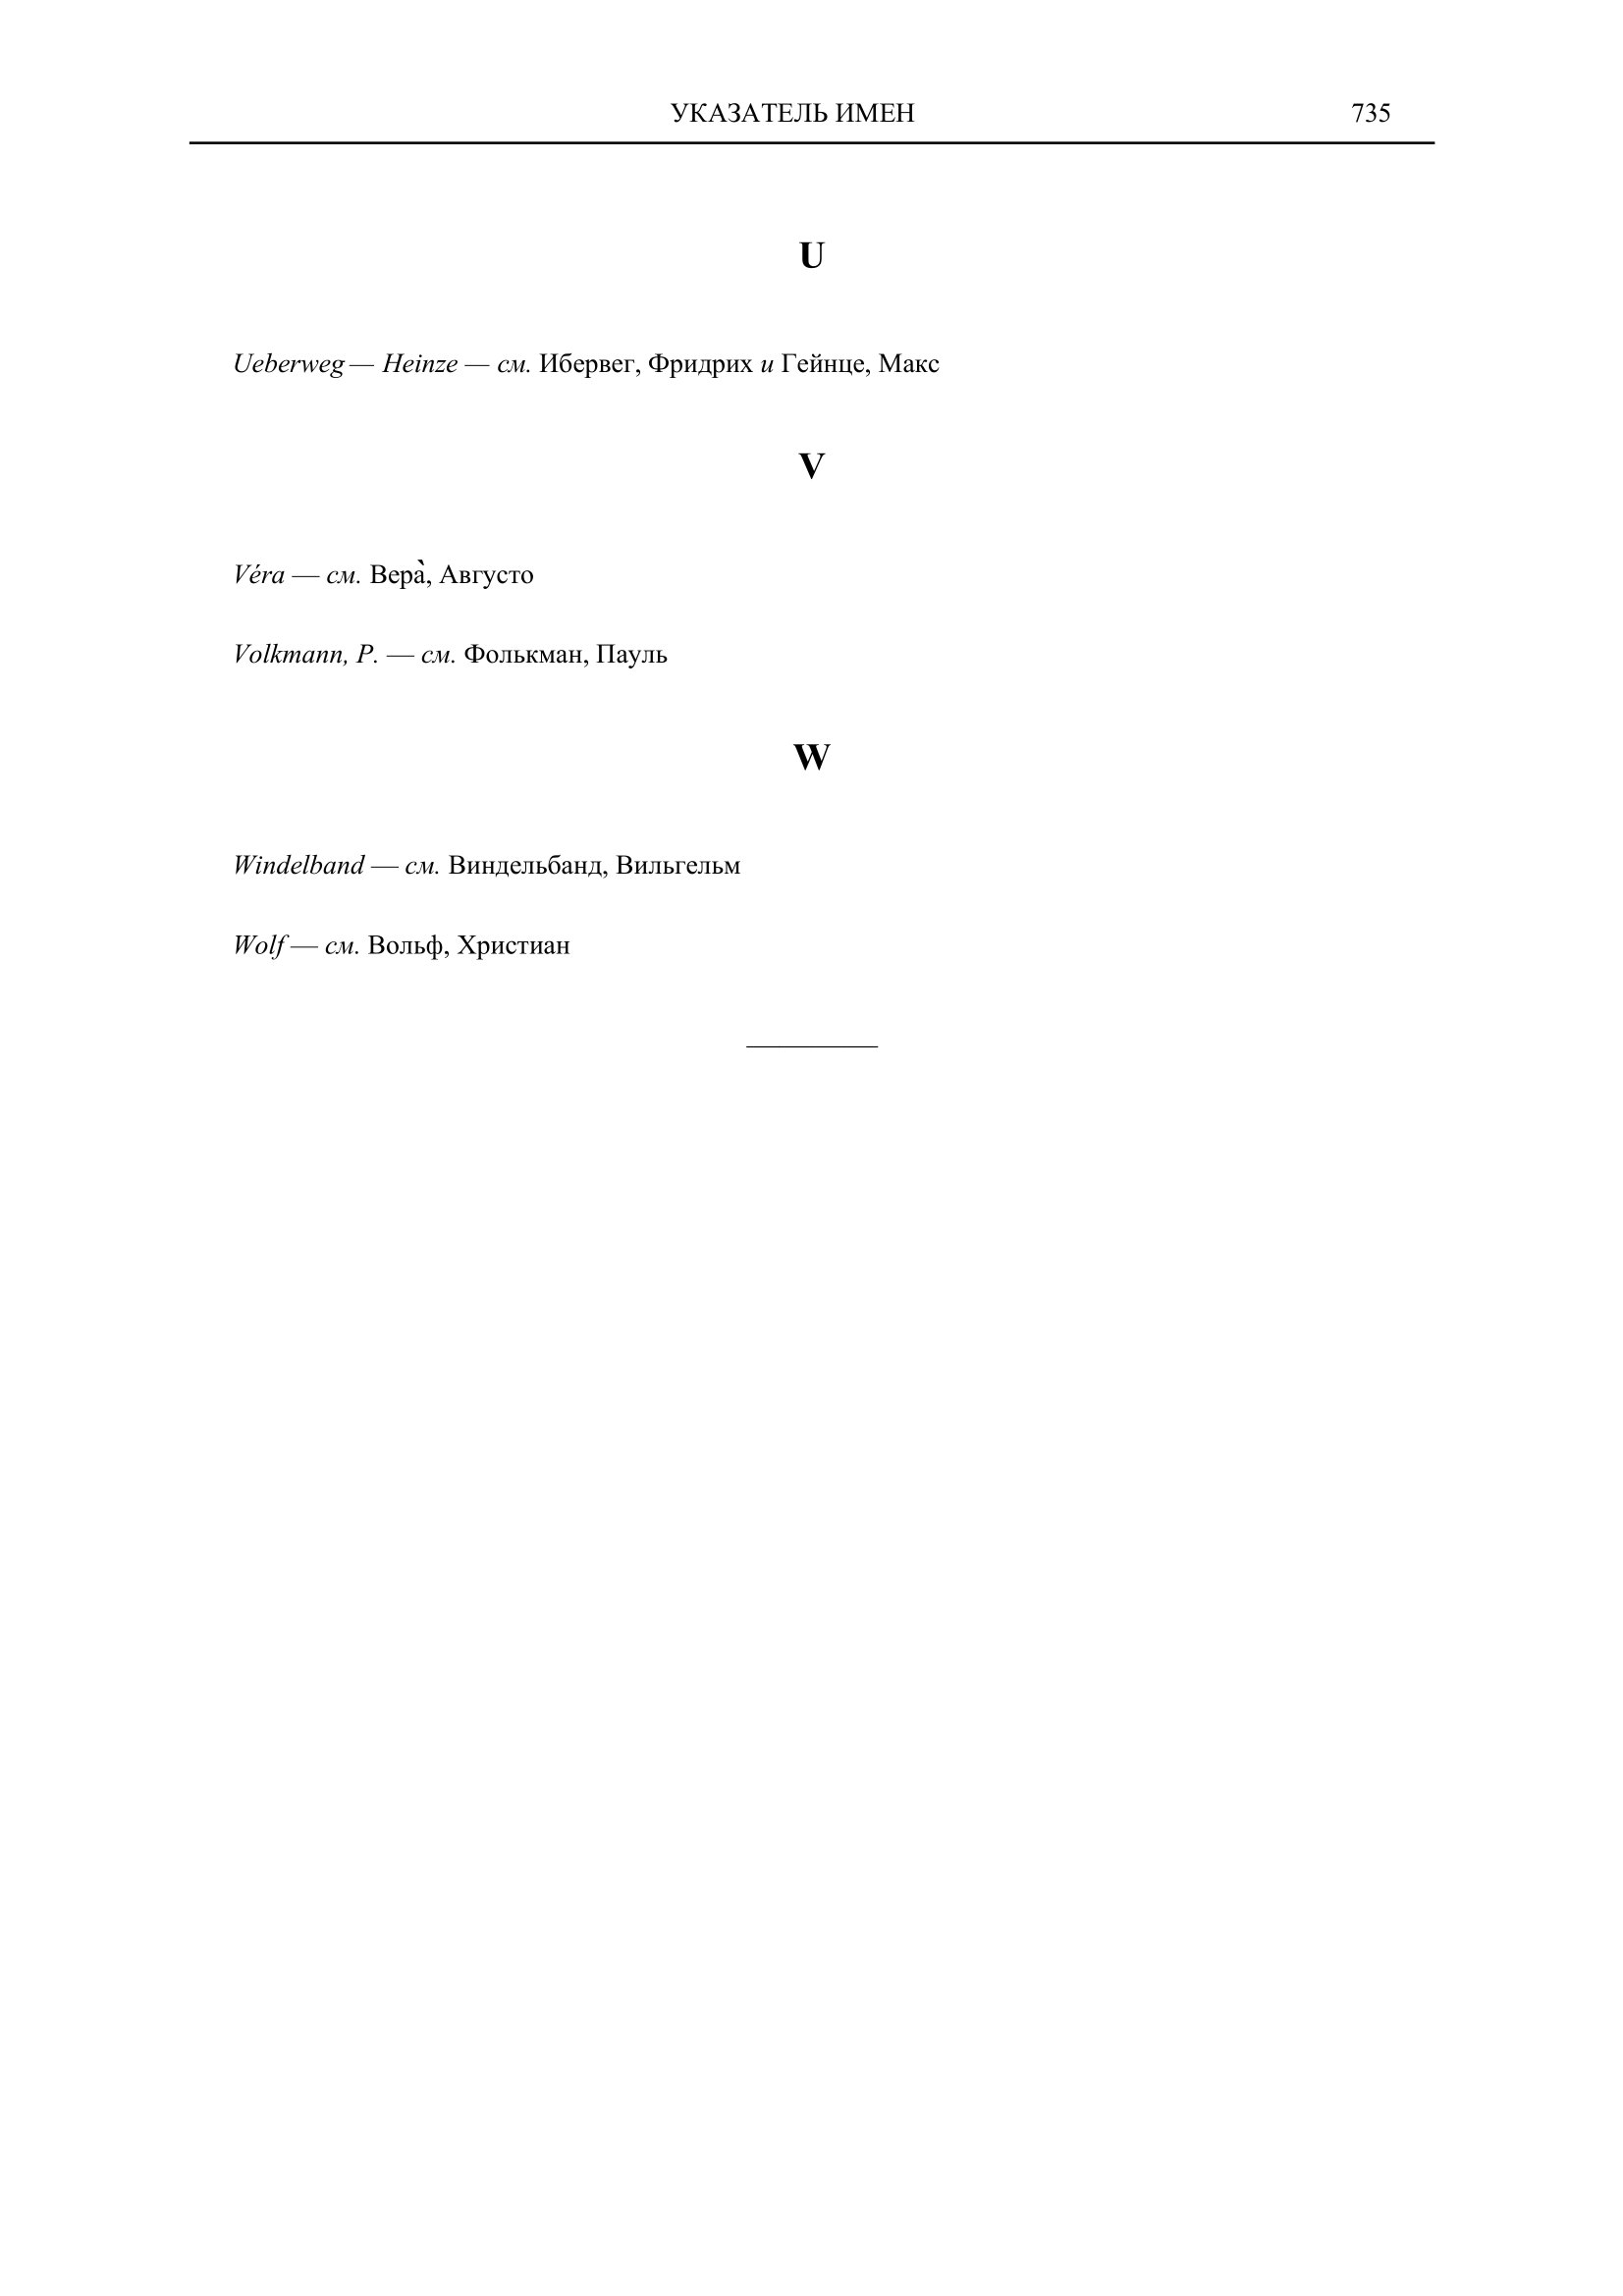 УКАЗАТЕЛЬ ИМЕН 735
U
Ueberweg — Heinze — см. Ибервег, Фридрих и Гейнце, Макс
V
Véra — см. Вера̀, Августо
Volkmann, P. — см. Фолькман, Пауль
W
Windelband — см. Виндельбанд, Вильгельм
Wolf — см. Вольф, Христиан